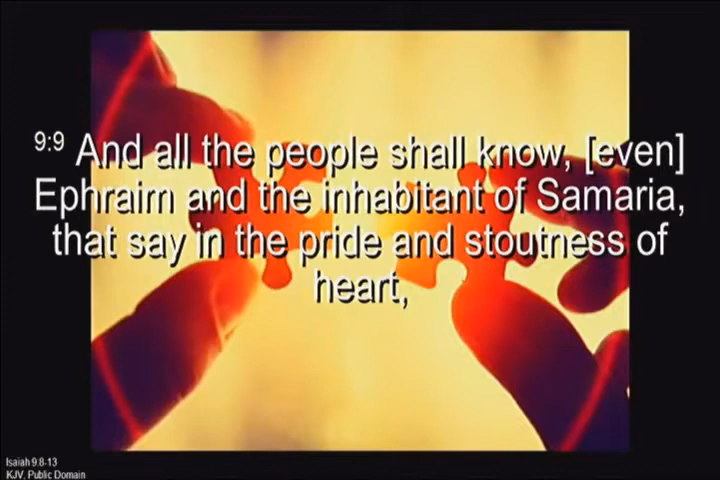 9:9 And all the people shall know, [even]
Ephraim and the inhabitant of Samaria,
that say in the pride and stoutness of
heart,
Isaiah 9.8-13
KJV, Public Domain